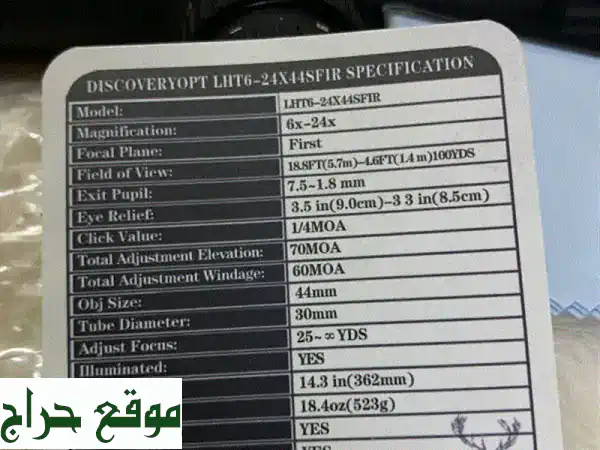 DISCOVERYOPT LHT6-24X44SFIR SPECIFICATION
Model: LHT6-24X44SFIR
Magnification: 6x-24x
Focal Plane: First
Field of View: 18.8FT(5.7m)-4.6FT(1.4m)100YDS
Exit Pupil: 7.5-1.8 mm
Eye Relief: 3.5 in(9.0cm)-3 3 in(8.5cm)
Click Value: 1/4MOA
Total Adjustment Elevation: 70MOA
Total Adjustment Windage: 60MOA
Obj Size: 44mm
Tube Diameter: 30mm
Adjust Focus: 25~∞YDS
Illuminated: YES
14.3 in(362mm)
18.4oz(523g)
YES
YES
موقع حراج